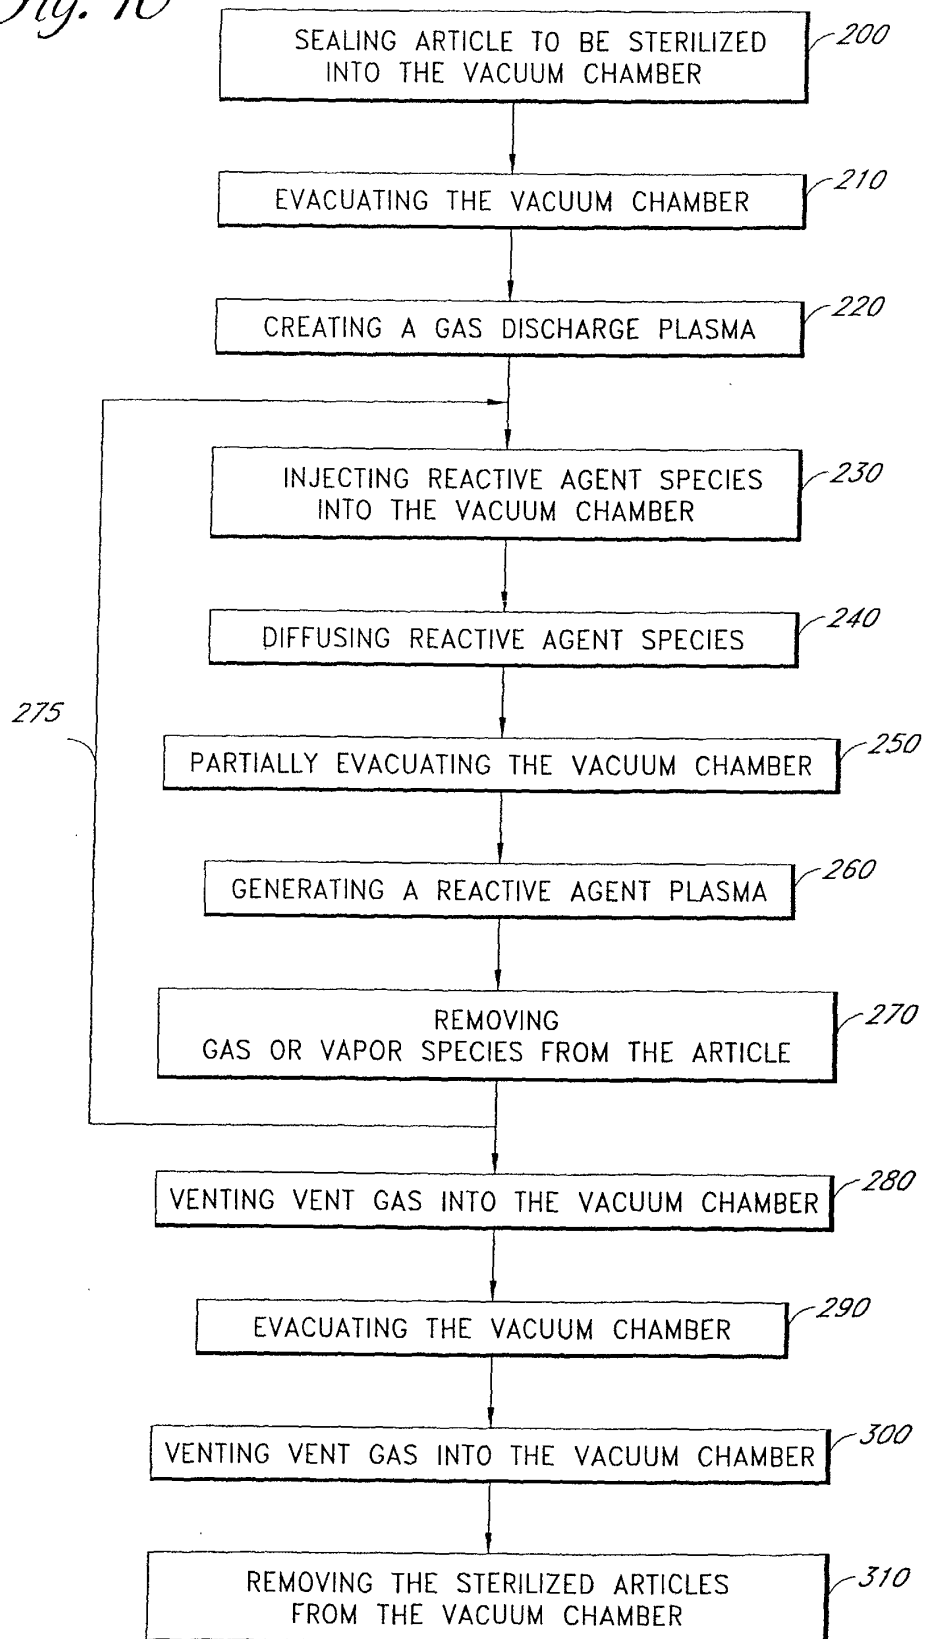 Fig. 10
SEALING ARTICLE TO BE STERILIZED
INTO THE VACUUM CHAMBER
200
EVACUATING THE VACUUM CHAMBER
210
CREATING A GAS DISCHARGE PLASMA
220
INJECTING REACTIVE AGENT SPECIES
INTO THE VACUUM CHAMBER
230
DIFFUSING REACTIVE AGENT SPECIES
240
275
PARTIALLY EVACUATING THE VACUUM CHAMBER
250
GENERATING A REACTIVE AGENT PLASMA
260
REMOVING
GAS OR VAPOR SPECIES FROM THE ARTICLE
270
VENTING VENT GAS INTO THE VACUUM CHAMBER
280
EVACUATING THE VACUUM CHAMBER
290
VENTING VENT GAS INTO THE VACUUM CHAMBER
300
REMOVING THE STERILIZED ARTICLES
FROM THE VACUUM CHAMBER
310